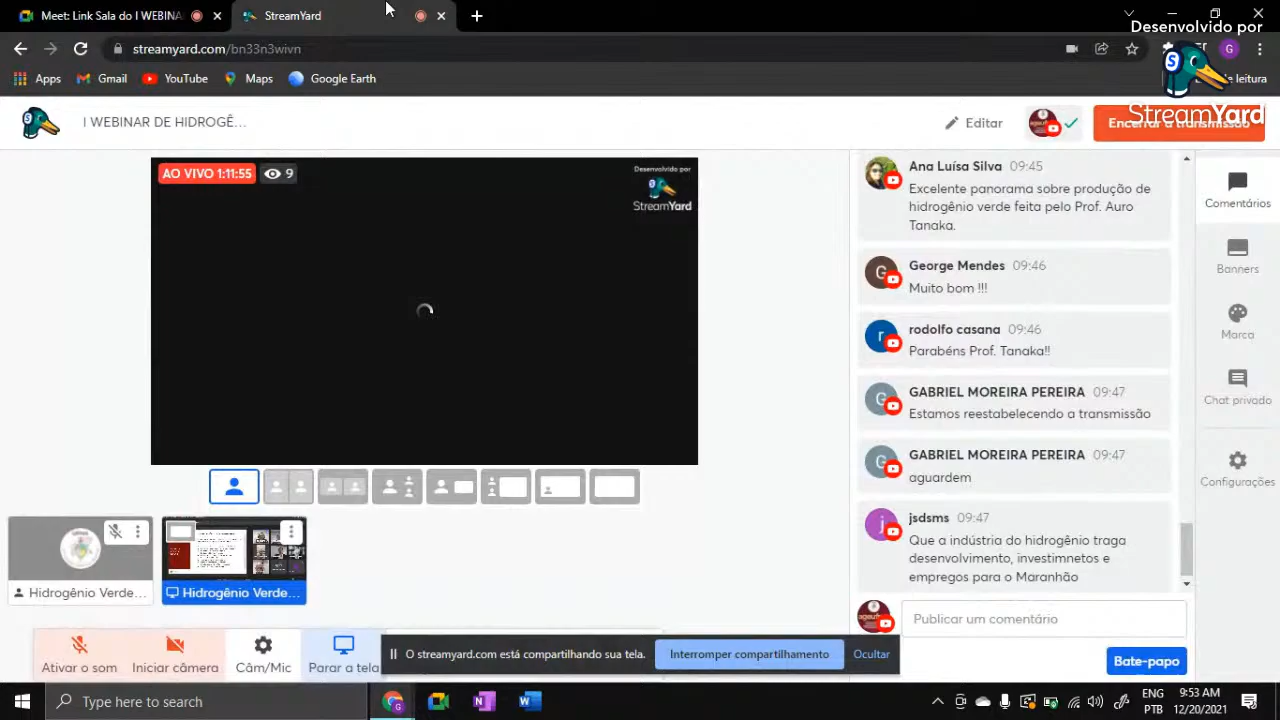 Meet: Link Sala do I WEBINA
StreamYard
Desenvolvido por
streamyard.com/bn33n3wivn
G
Apps
Gmail
YouTube
Maps
Google Earth
de leitura
StreamYard
I WEBINAR DE HIDROGÊ...
Editar
Encerrar a transmissão
AO VIVO 1:11:55
9
Desenvolvido por
StreamYard
Ana Luísa Silva 09:45
Excelente panorama sobre produção de
hidrogênio verde feita pelo Prof. Auro
Tanaka.
G
George Mendes 09:46
Muito bom !!!
r
rodolfo casana 09:46
Parabéns Prof. Tanaka!!
G
GABRIEL MOREIRA PEREIRA 09:47
Estamos reestabelecendo a transmissão
G
GABRIEL MOREIRA PEREIRA 09:47
aguardem
j
jsdsms 09:47
Que a indústria do hidrogênio traga
desenvolvimento, investimnetos e
empregos para o Maranhão
Publicar um comentário
Bate-papo
Comentários
Banners
Marca
Chat privado
Configurações
Hidrogênio Verde...
Hidrogênio Verde...
Ativar o som
Iniciar câmera
Câm/Mic
Parar a tela
O streamyard.com está compartilhando sua tela.
Interromper compartilhamento
Ocultar
Type here to search
ENG
PTB
9:53 AM
12/20/2021